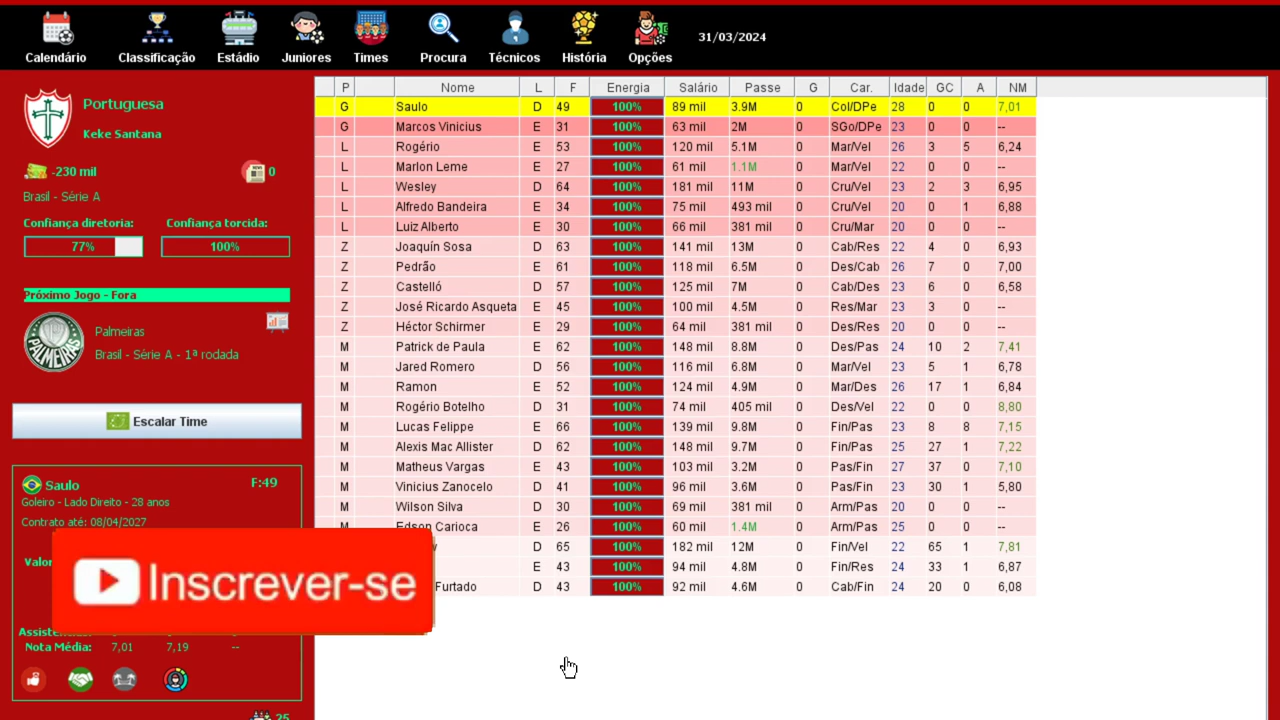 Calendário Classificação Estádio Juniores Times Procura Técnicos História Opções 31/03/2024
Portuguesa
Keke Santana
-230 mil 0
Brasil - Série A
Confiança diretoria: Confiança torcida:
77% 100%
Próximo Jogo - Fora
PALMEIRAS
Palmeiras
Brasil - Série A - 1ª rodada
Escalar Time
Saulo F:49
Goleiro - Lado Direito - 28 anos
Contrato até: 08/04/2027
Valor
Inscrever-se
Nota Média: 7,01 7,19 --
25
P Nome L F Energia Salário Passe G Car. Idade GC A NM
G Saulo D 49 100% 89 mil 3.9M 0 Col/DPe 28 0 0 7,01
G Marcos Vinicius E 31 100% 63 mil 2M 0 SGo/DPe 23 0 0 --
L Rogério E 53 100% 120 mil 5.1M 0 Mar/Vel 26 3 5 6,24
L Marlon Leme E 27 100% 61 mil 1.1M 0 Mar/Vel 22 0 0 --
L Wesley D 64 100% 181 mil 11M 0 Cru/Vel 23 2 3 6,95
L Alfredo Bandeira E 34 100% 75 mil 493 mil 0 Cru/Vel 20 0 1 6,88
L Luiz Alberto E 30 100% 66 mil 381 mil 0 Cru/Mar 20 0 0 --
Z Joaquín Sosa D 63 100% 141 mil 13M 0 Cab/Res 22 4 0 6,93
Z Pedrão E 61 100% 118 mil 6.5M 0 Des/Cab 26 7 0 7,00
Z Castelló D 57 100% 125 mil 7M 0 Cab/Des 23 6 0 6,58
Z José Ricardo Asqueta E 45 100% 100 mil 4.5M 0 Res/Mar 23 3 0 --
Z Héctor Schirmer E 29 100% 64 mil 381 mil 0 Des/Res 20 0 0 --
M Patrick de Paula E 62 100% 148 mil 8.8M 0 Des/Pas 24 10 2 7,41
M Jared Romero D 56 100% 116 mil 6.8M 0 Mar/Vel 23 5 1 6,78
M Ramon E 52 100% 124 mil 4.9M 0 Mar/Des 26 17 1 6,84
M Rogério Botelho D 31 100% 74 mil 405 mil 0 Des/Vel 22 0 0 8,80
M Lucas Felippe E 66 100% 139 mil 9.8M 0 Fin/Pas 23 8 8 7,15
M Alexis Mac Allister D 62 100% 148 mil 9.7M 0 Fin/Pas 25 27 1 7,22
M Matheus Vargas E 43 100% 103 mil 3.2M 0 Pas/Fin 27 37 0 7,10
M Vinicius Zanocelo D 41 100% 96 mil 3.6M 0 Pas/Fin 23 30 1 5,80
M Wilson Silva D 30 100% 69 mil 381 mil 0 Arm/Pas 20 0 0 --
M Edson Carioca E 26 100% 60 mil 1.4M 0 Arm/Pas 25 0 0 --
D 65 100% 182 mil 12M 0 Fin/Vel 22 65 1 7,81
E 43 100% 94 mil 4.8M 0 Fin/Res 24 33 1 6,87
Furtado D 43 100% 92 mil 4.6M 0 Cab/Fin 24 20 0 6,08